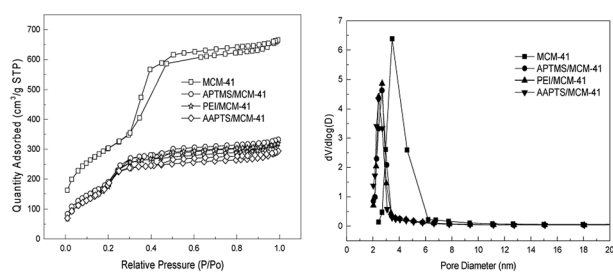 Quantity Adsorbed (cm³/g STP)
700
600
500
400
300
200
100
0
MCM-41
APTMS/MCM-41
PEI/MCM-41
AAPTS/MCM-41
0.0 0.2 0.4 0.6 0.8 1.0
Relative Pressure (P/Po)
dV/dlog(D)
7
6
5
4
3
2
1
0
MCM-41
APTMS/MCM-41
PEI/MCM-41
AAPTS/MCM-41
0 2 4 6 8 10 12 14 16 18 20
Pore Diameter (nm)